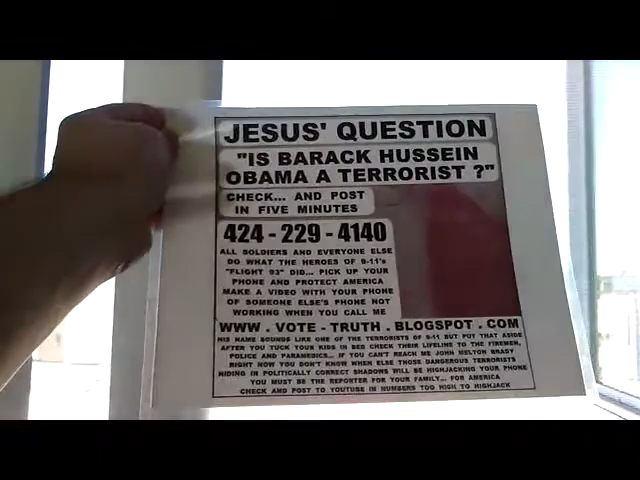 JESUS' QUESTION
"IS BARACK HUSSEIN
OBAMA A TERRORIST ?"
CHECK... AND POST
IN FIVE MINUTES
424 - 229 - 4140
ALL SOLDIERS AND EVERYONE ELSE
DO WHAT THE HEROES OF 9-11's
"FLIGHT 93" DID... PICK UP YOUR
PHONE AND PROTECT AMERICA
MAKE A VIDEO WITH YOUR PHONE
OF SOMEONE ELSE'S PHONE NOT
WORKING WHEN YOU CALL ME
WWW . VOTE - TRUTH . BLOGSPOT . COM
HIS NAME SOUNDS LIKE ONE OF THE TERRORISTS OF 9-11 BUT PUT THAT ASIDE
AFTER YOU TUCK YOUR KIDS IN BED CHECK THEIR LIFELINE TO THE FIREMEN,
POLICE AND PARAMEDICS... IF YOU CAN'T REACH ME JOHN MELTON BRADY
RIGHT NOW YOU DON'T KNOW WHEN ELSE THOSE DANGEROUS TERRORISTS
HIDING IN POLITICALLY CORRECT SHADOWS WILL BE HIGHJACKING YOUR PHONE
YOU MUST BE THE REPORTER FOR YOUR FAMILY... FOR AMERICA
CHECK AND POST TO YOUTUBE IN NUMBERS TOO HIGH TO HIGHJACK